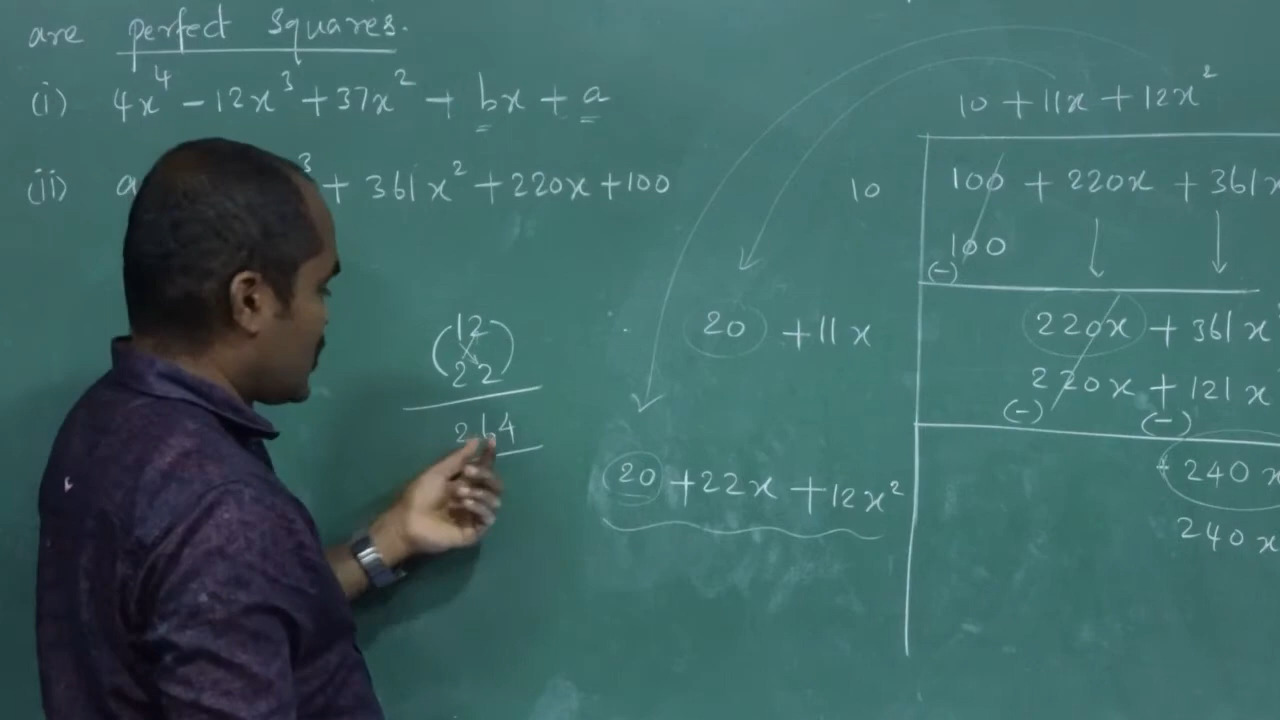 are perfect squares.
(i) 4x⁴ - 12x³ + 37x² + bx + a
(ii) a ³ + 361x² + 220x + 100
10 + 11x + 12x²
10 100 + 220x + 361x
100
(-)
20 + 11x 220x + 361x²
220x + 121x
(-) (-)
(12
22)
264
20 + 22x + 12x² + 240x
240x